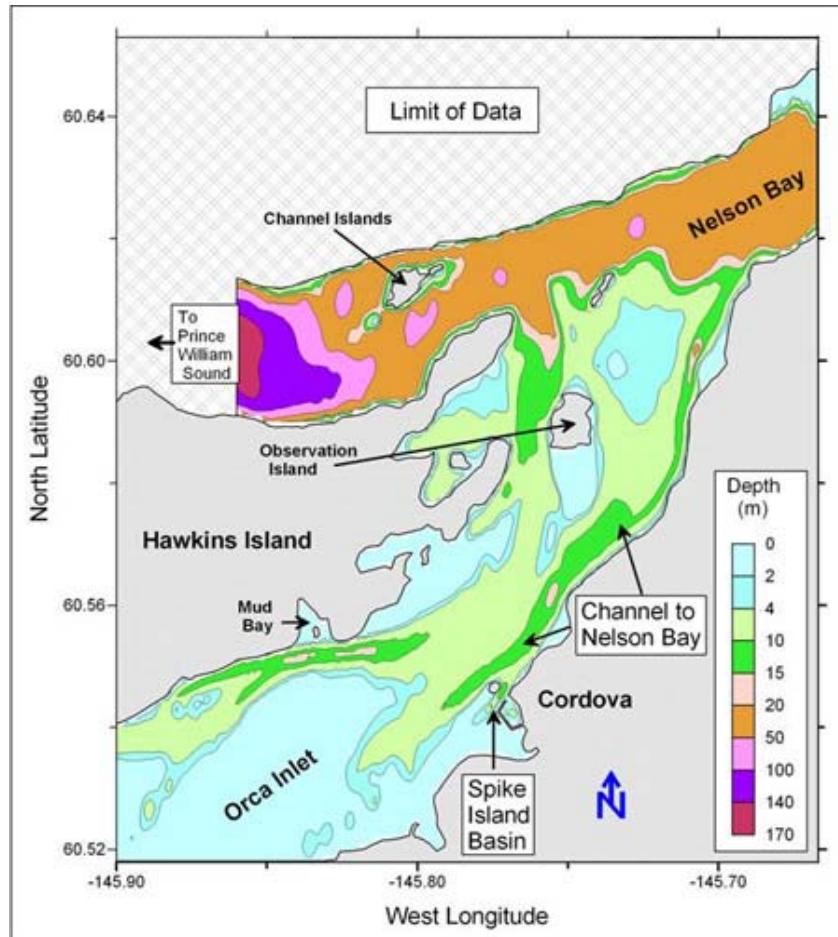 60.64
60.60
60.56
60.52
North Latitude
Limit of Data
Channel Islands
Nelson Bay
To
Prince
William
Sound
Observation
Island
Hawkins Island
Mud
Bay
Channel to
Nelson Bay
Cordova
Orca Inlet
Spike
Island
Basin
N
Depth
(m)
0
2
4
10
15
20
50
100
140
170
-145.90
-145.80
-145.70
West Longitude